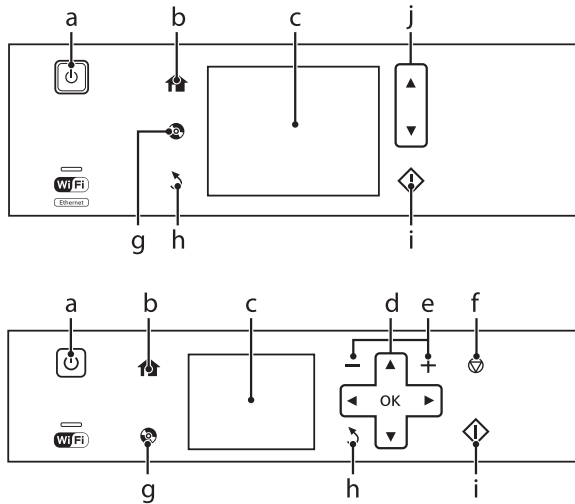 a b c j
WiFi
Ethernet
g h i
a b c d e f
OK
WiFi
g h i